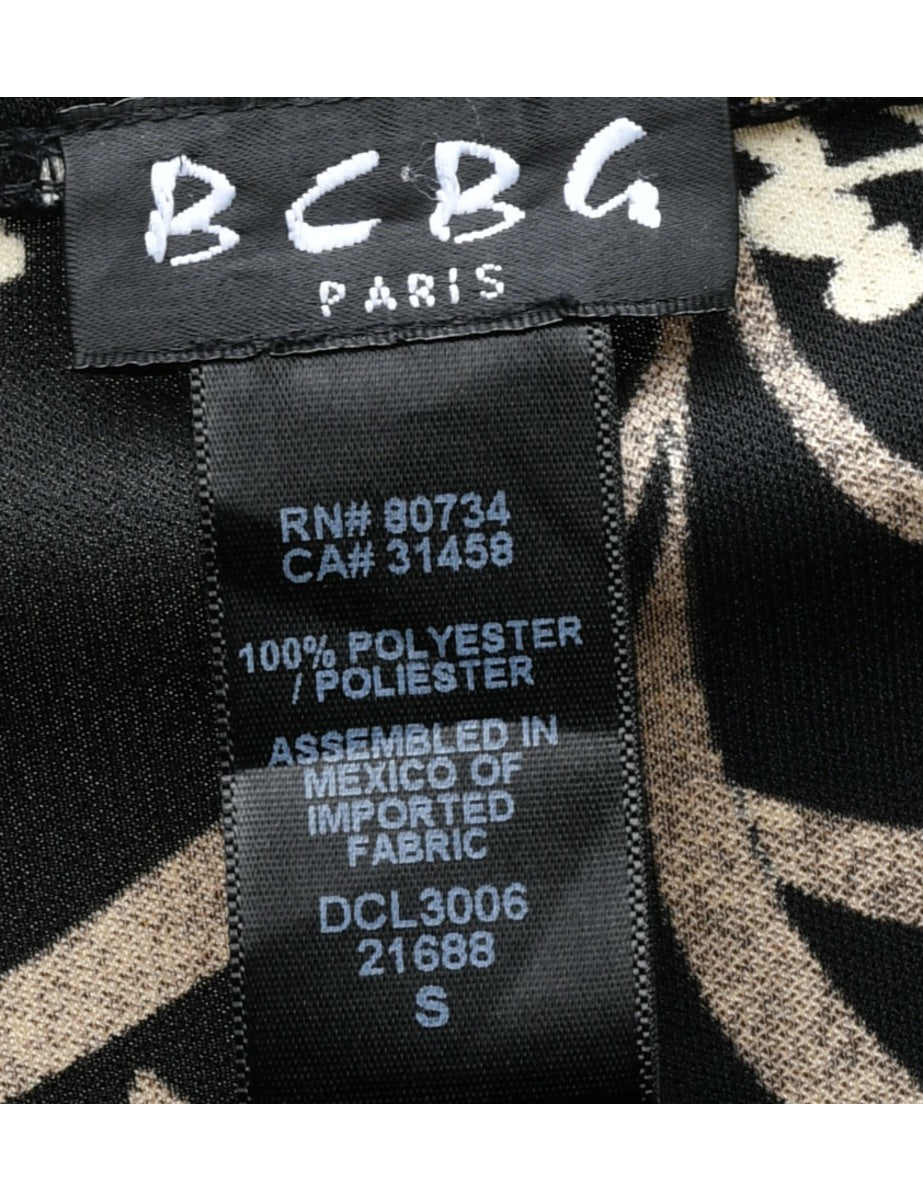 BCBG
PARIS
RN# 80734
CA# 31458
100% POLYESTER
/ POLIESTER
ASSEMBLED IN
MEXICO OF
IMPORTED
FABRIC
DCL3006
21688
S